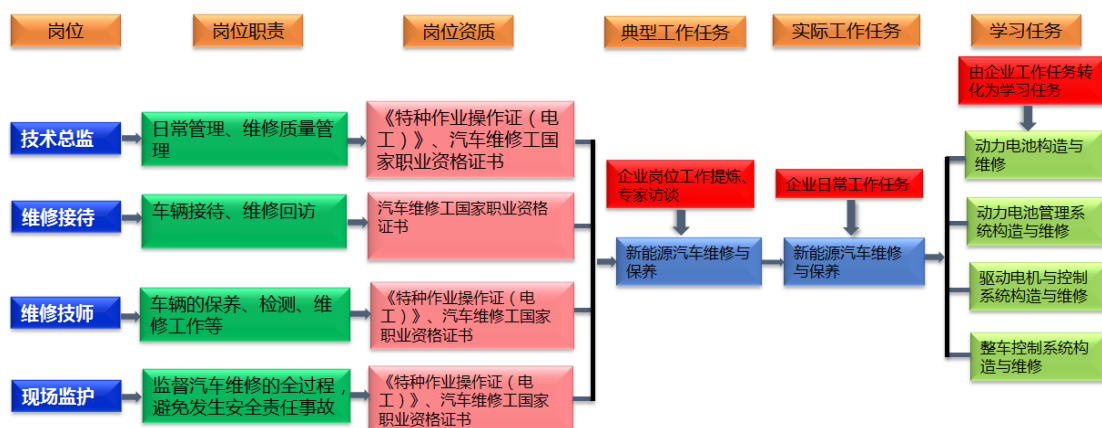 岗位
岗位职责
岗位资质
典型工作任务
实际工作任务
学习任务
由企业工作任务转
化为学习任务
技术总监
日常管理、维修质量管
理
《特种作业操作证（电
工）》、汽车维修工国
家职业资格证书
维修接待
车辆接待、维修回访
汽车维修工国家职业资格
证书
维修技师
车辆的保养、检测、维
修工作等
《特种作业操作证（电
工）》、汽车维修工国家
职业资格证书
现场监护
监督汽车维修的全过程，
避免发生安全责任事故
《特种作业操作证（电
工）》、汽车维修工国家
职业资格证书
企业岗位工作提炼、
专家访谈
新能源汽车维修与
保养
企业日常工作任务
新能源汽车维修
与保养
动力电池构造与
维修
动力电池管理系
统构造与维修
驱动电机与控制
系统构造与维修
整车控制系统构
造与维修